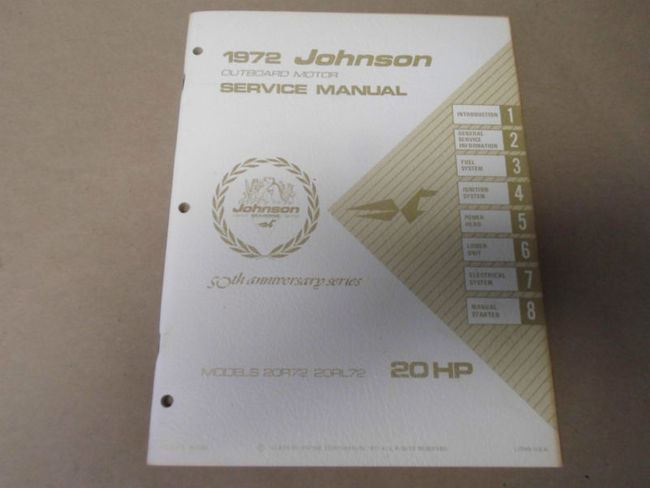 1972 Johnson
OUTBOARD MOTOR
SERVICE MANUAL
INTRODUCTION 1
GENERAL
SERVICE
INFORMATION 2
FUEL
SYSTEM 3
IGNITION
SYSTEM 4
POWER
HEAD 5
LOWER
UNIT 6
ELECTRICAL
SYSTEM 7
MANUAL
STARTER 8
Johnson
50th anniversary series
MODELS 20R72 20RL72 20 HP